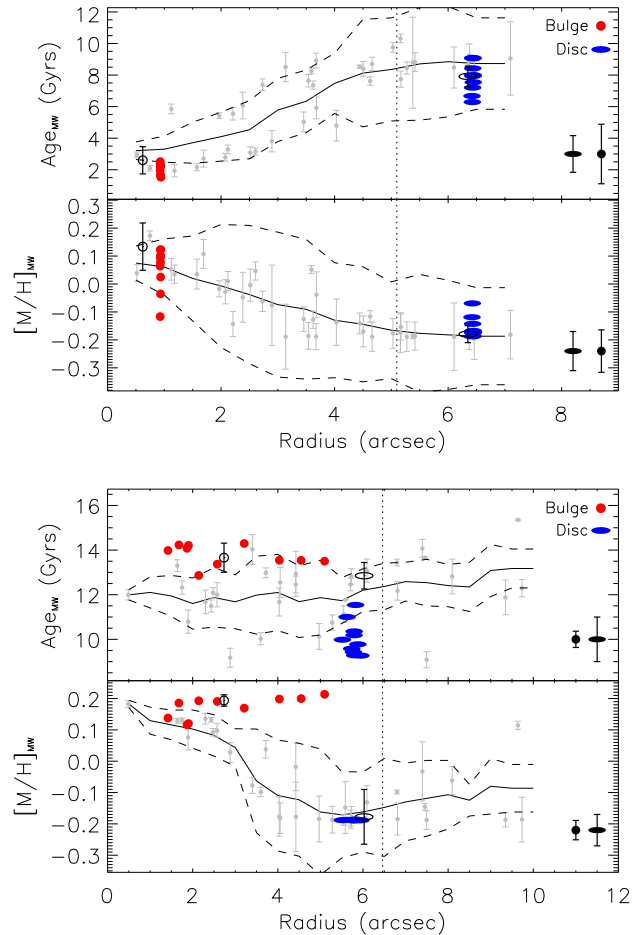 12
10
8
6
4
2
Age_MW (Gyrs)
Bulge
Disc
0.3
0.2
0.1
0.0
−0.1
−0.2
−0.3
[M/H]_MW
0 2 4 6 8
Radius (arcsec)
16
14
12
10
Age_MW (Gyrs)
Bulge
Disc
0.2
0.1
0.0
−0.1
−0.2
−0.3
[M/H]_MW
0 2 4 6 8 10 12
Radius (arcsec)